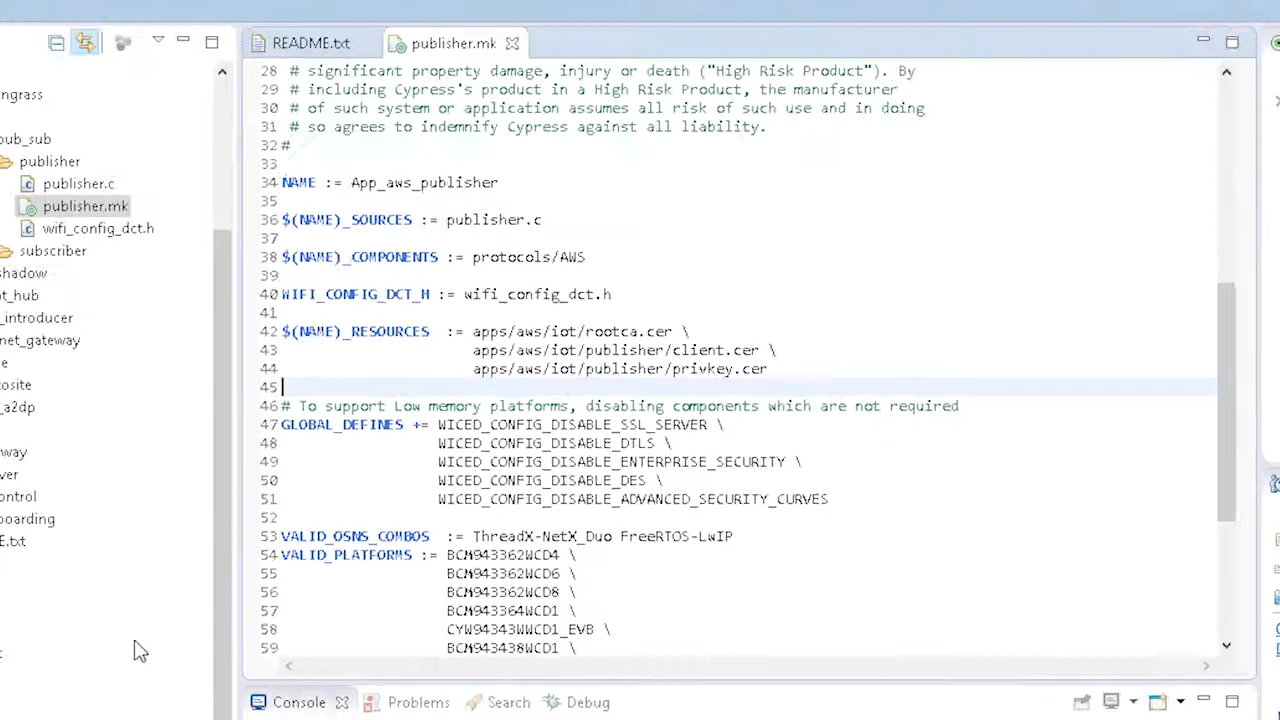 README.txt
publisher.mk
ngrass
pub_sub
publisher
publisher.c
publisher.mk
wifi_config_dct.h
subscriber
shadow
ot_hub
_introducer
net_gateway
e
osite
_a2dp
way
ver
ontrol
boarding
E.txt
28 # significant property damage, injury or death ("High Risk Product"). By
29 # including Cypress's product in a High Risk Product, the manufacturer
30 # of such system or application assumes all risk of such use and in doing
31 # so agrees to indemnify Cypress against all liability.
32 #
33
34 NAME := App_aws_publisher
35
36 $(NAME)_SOURCES := publisher.c
37
38 $(NAME)_COMPONENTS := protocols/AWS
39
40 WIFI_CONFIG_DCT_H := wifi_config_dct.h
41
42 $(NAME)_RESOURCES := apps/aws/iot/rootca.cer \
43 apps/aws/iot/publisher/client.cer \
44 apps/aws/iot/publisher/privkey.cer
45
46 # To support Low memory platforms, disabling components which are not required
47 GLOBAL_DEFINES += WICED_CONFIG_DISABLE_SSL_SERVER \
48 WICED_CONFIG_DISABLE_DTLS \
49 WICED_CONFIG_DISABLE_ENTERPRISE_SECURITY \
50 WICED_CONFIG_DISABLE_DES \
51 WICED_CONFIG_DISABLE_ADVANCED_SECURITY_CURVES
52
53 VALID_OSNS_COMBOS := ThreadX-NetX_Duo FreeRTOS-LwIP
54 VALID_PLATFORMS := BCM943362WCD4 \
55 BCM943362WCD6 \
56 BCM943362WCD8 \
57 BCM943364WCD1 \
58 CYW94343WWCD1_EVB \
59 BCM943438WCD1 \
Console
Problems
Search
Debug